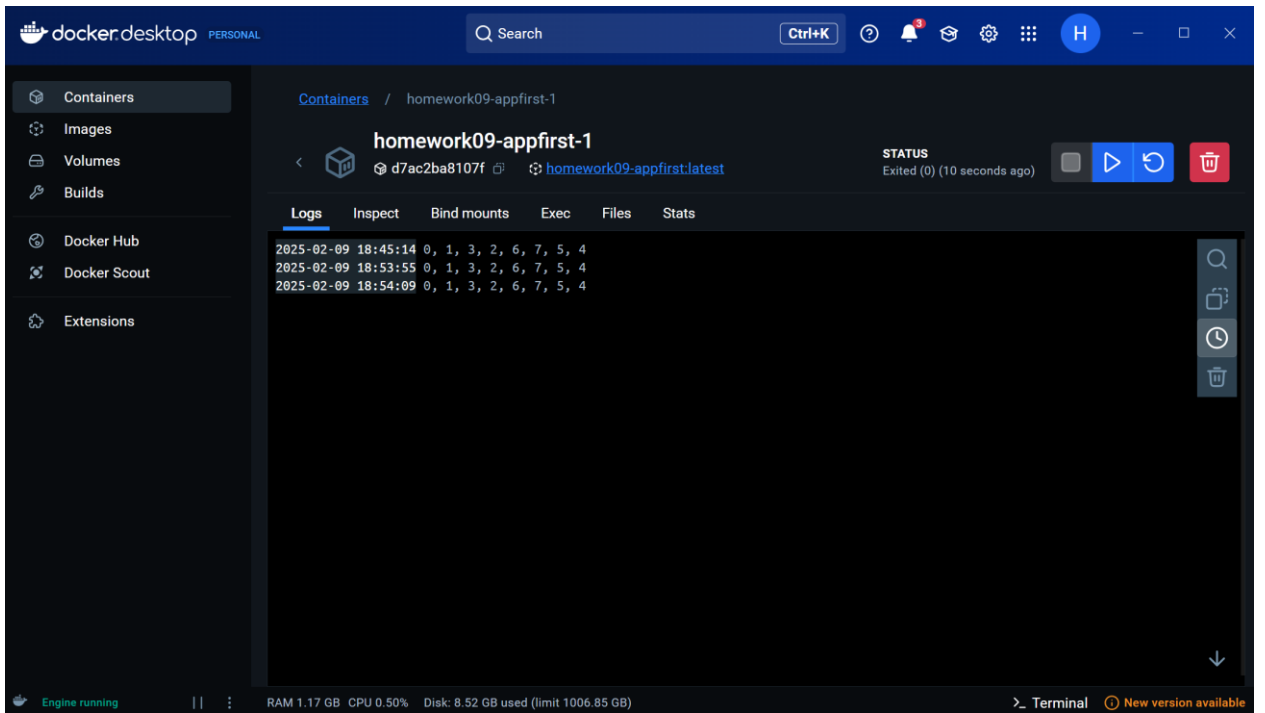 docker.desktop PERSONAL
Search
Ctrl+K
3
H
Containers
Images
Volumes
Builds
Docker Hub
Docker Scout
Extensions
Containers / homework09-appfirst-1
homework09-appfirst-1
d7ac2ba8107f homework09-appfirst:latest
STATUS
Exited (0) (10 seconds ago)
Logs Inspect Bind mounts Exec Files Stats
2025-02-09 18:45:14 0, 1, 3, 2, 6, 7, 5, 4
2025-02-09 18:53:55 0, 1, 3, 2, 6, 7, 5, 4
2025-02-09 18:54:09 0, 1, 3, 2, 6, 7, 5, 4
Engine running
RAM 1.17 GB CPU 0.50% Disk: 8.52 GB used (limit 1006.85 GB)
>_ Terminal
New version available